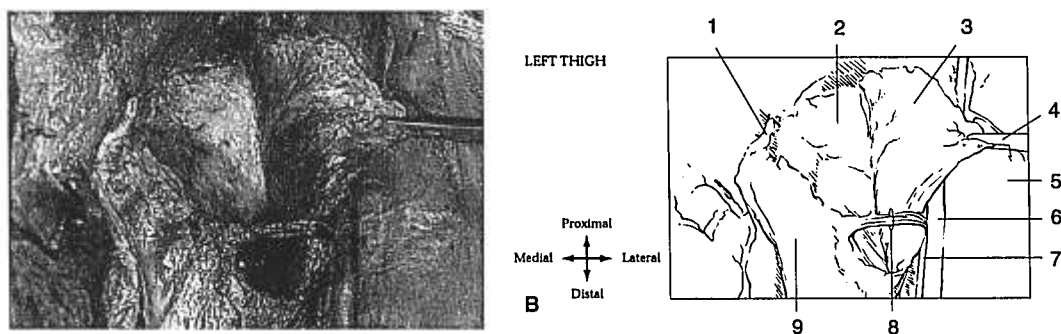 1 2 3
LEFT THIGH
4
5
6
7
Proximal
Medial Lateral
Distal
B
9 8